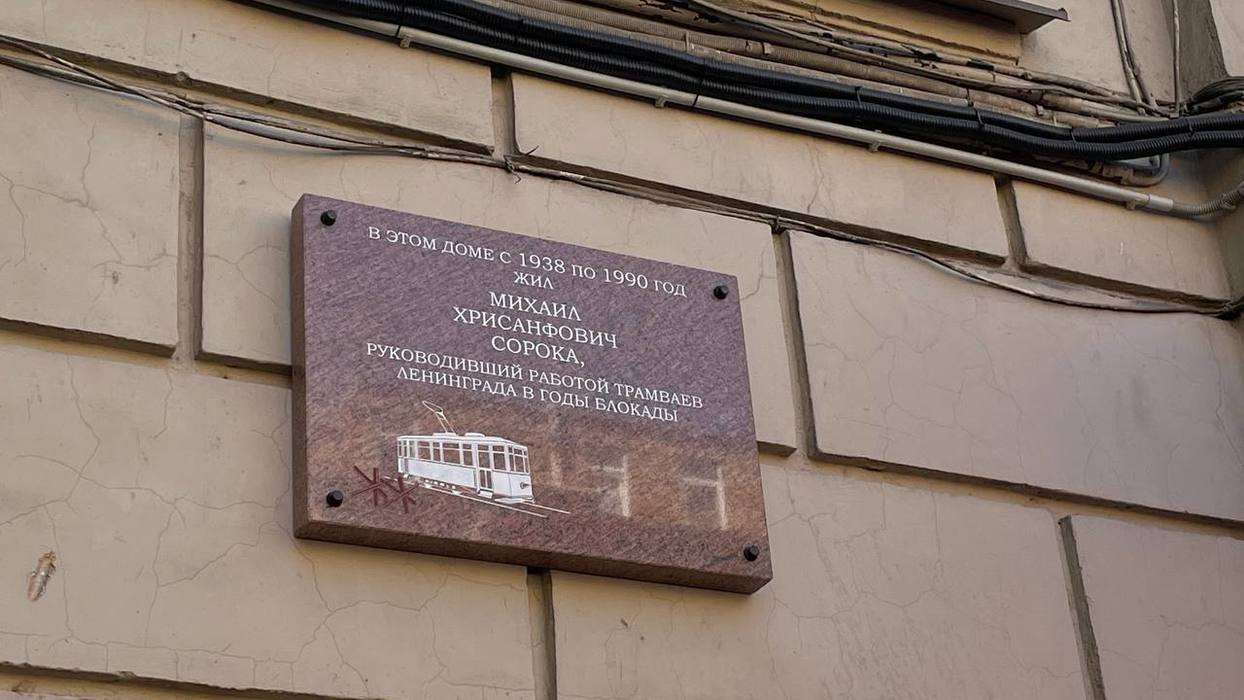 В ЭТОМ ДОМЕ С 1938 ПО 1990 ГОД
ЖИЛ
МИХАИЛ
ХРИСАНФОВИЧ
СОРОКА,
РУКОВОДИВШИЙ РАБОТОЙ ТРАМВАЕВ
ЛЕНИНГРАДА В ГОДЫ БЛОКАДЫ